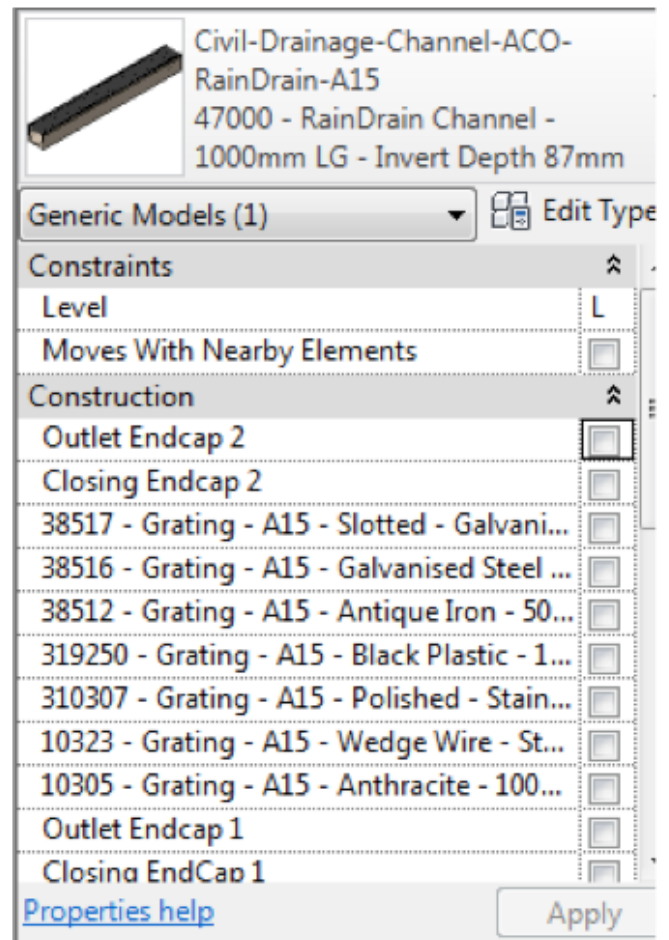 Civil-Drainage-Channel-ACO-
RainDrain-A15
47000 - RainDrain Channel -
1000mm LG - Invert Depth 87mm
Generic Models (1)
Edit Type
Constraints
Level L
Moves With Nearby Elements
Construction
Outlet Endcap 2
Closing Endcap 2
38517 - Grating - A15 - Slotted - Galvani...
38516 - Grating - A15 - Galvanised Steel ...
38512 - Grating - A15 - Antique Iron - 50...
319250 - Grating - A15 - Black Plastic - 1...
310307 - Grating - A15 - Polished - Stain...
10323 - Grating - A15 - Wedge Wire - St...
10305 - Grating - A15 - Anthracite - 100...
Outlet Endcap 1
Closing EndCap 1
Properties help
Apply